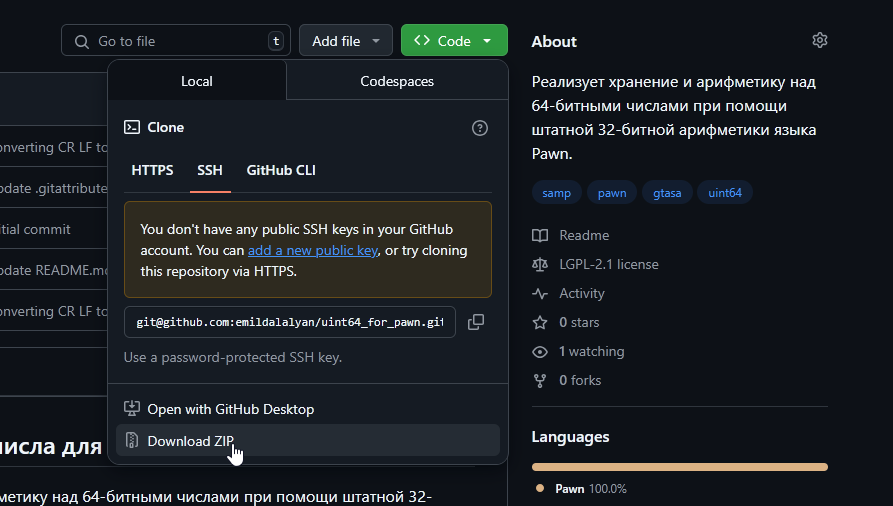 Go to file
t
Add file
Code
Local
Codespaces
Clone
HTTPS
SSH
GitHub CLI
You don't have any public SSH keys in your GitHub
account. You can add a new public key, or try cloning
this repository via HTTPS.
git@github.com:emildalalyan/uint64_for_pawn.git
Use a password-protected SSH key.
Open with GitHub Desktop
Download ZIP
onverting CR LF to
pdate .gitattribute
itial commit
pdate README.md
onverting CR LF to
числа для
метику над 64-битными числами при помощи штатной 32-
About
Реализует хранение и арифметику над
64-битными числами при помощи
штатной 32-битной арифметики языка
Pawn.
samp
pawn
gtasa
uint64
Readme
LGPL-2.1 license
Activity
0 stars
1 watching
0 forks
Languages
Pawn 100.0%